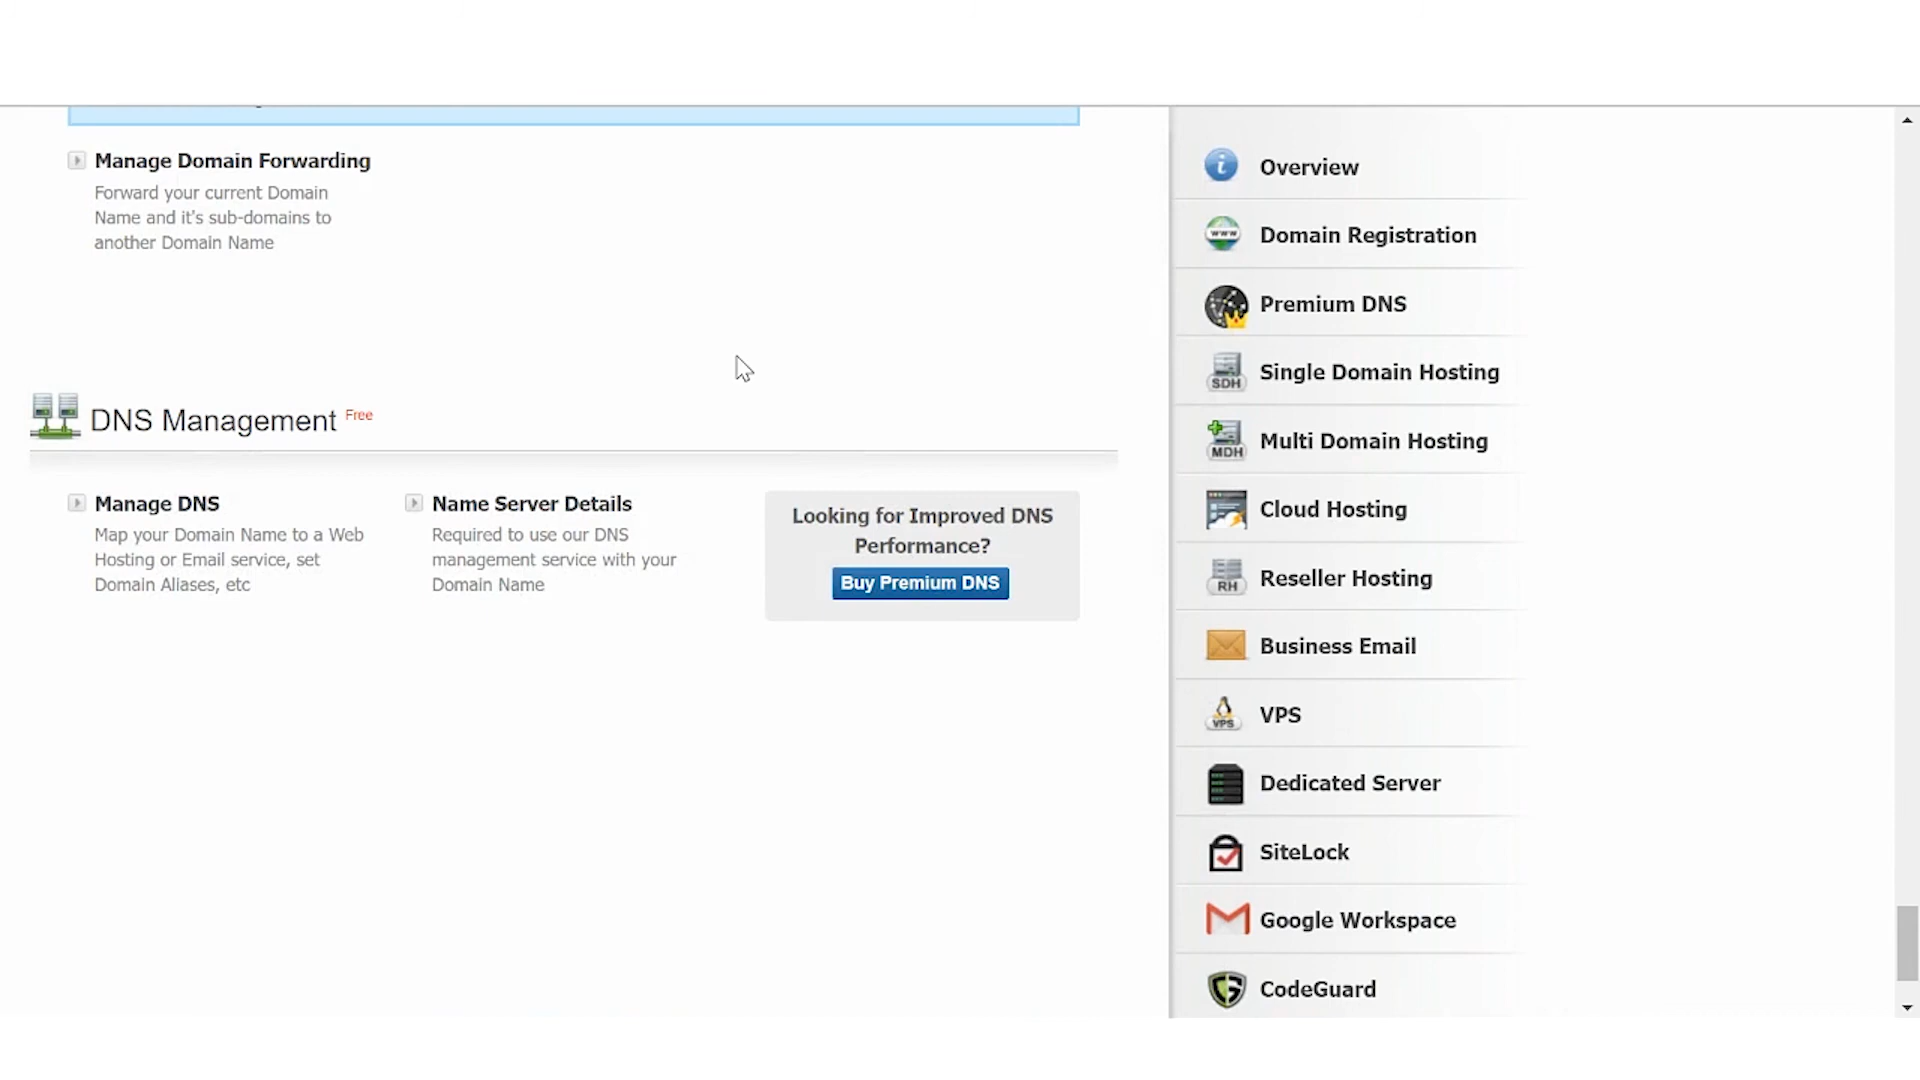 Manage Domain Forwarding
Forward your current Domain
Name and it's sub-domains to
another Domain Name
DNS Management Free
Manage DNS
Map your Domain Name to a Web
Hosting or Email service, set
Domain Aliases, etc
Name Server Details
Required to use our DNS
management service with your
Domain Name
Looking for Improved DNS
Performance?
Buy Premium DNS
Overview
www
Domain Registration
Premium DNS
SDH
Single Domain Hosting
MDH
Multi Domain Hosting
Cloud Hosting
RH
Reseller Hosting
Business Email
VPS
VPS
Dedicated Server
SiteLock
Google Workspace
CodeGuard